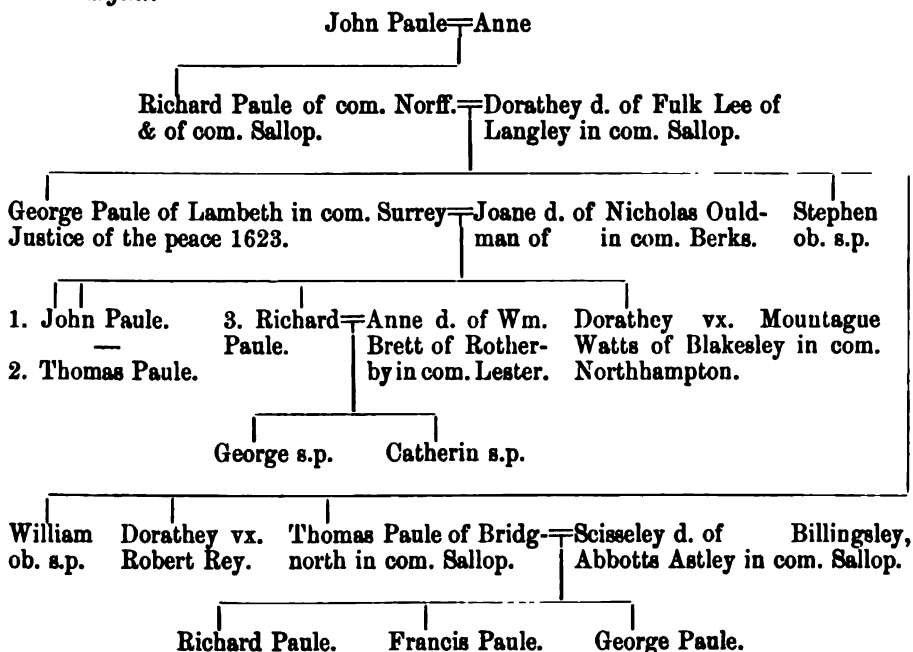 John Paule Anne
Richard Paule of com. Norff. Dorathey d. of Fulk Lee of
& of com. Sallop. Langley in com. Sallop.
George Paule of Lambeth in com. Surrey Joane d. of Nicholas Ould- Stephen
Justice of the peace 1623. man of in com. Berks. ob. s.p.
1. John Paule. 3. Richard Anne d. of Wm. Dorathey vx. Mountague
— Paule. Brett of Rother- Watts of Blakesley in com.
2. Thomas Paule. by in com. Lester. Northhampton.
George s.p. Catherin s.p.
William Dorathey vx. Thomas Paule of Bridg- Scisseley d. of Billingsley,
ob. s.p. Robert Rey. north in com. Sallop. Abbotts Astley in com. Sallop.
Richard Paule. Francis Paule. George Paule.